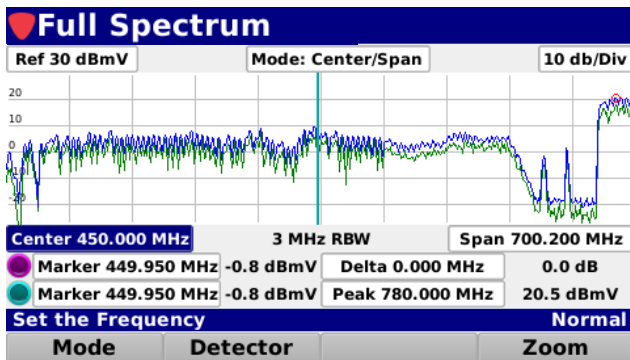 Full Spectrum
Ref 30 dBmV Mode: Center/Span 10 db/Div
20
10
0
-10
-20
Center 450.000 MHz 3 MHz RBW Span 700.200 MHz
Marker 449.950 MHz -0.8 dBmV Delta 0.000 MHz 0.0 dB
Marker 449.950 MHz -0.8 dBmV Peak 780.000 MHz 20.5 dBmV
Set the Frequency Normal
Mode Detector Zoom